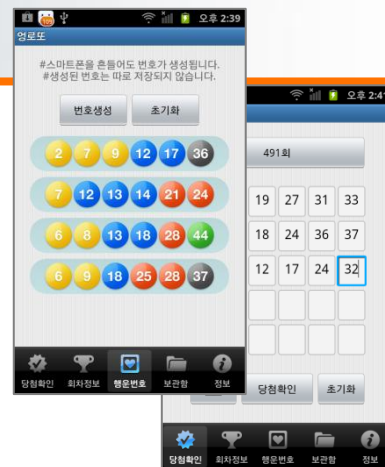 오후 2:39
엉로또
#스마트폰을 흔들어도 번호가 생성됩니다.
#생성된 번호는 따로 저장되지 않습니다.
번호생성 초기화
2 7 9 12 17 36
7 12 13 14 21 24
6 8 13 18 28 44
6 9 18 25 28 37
당첨확인 회차정보 행운번호 보관함 정보
오후 2:41
491회
19 27 31 33
18 24 36 37
12 17 24 32
당첨확인 초기화
당첨확인 회차정보 행운번호 보관함 정보